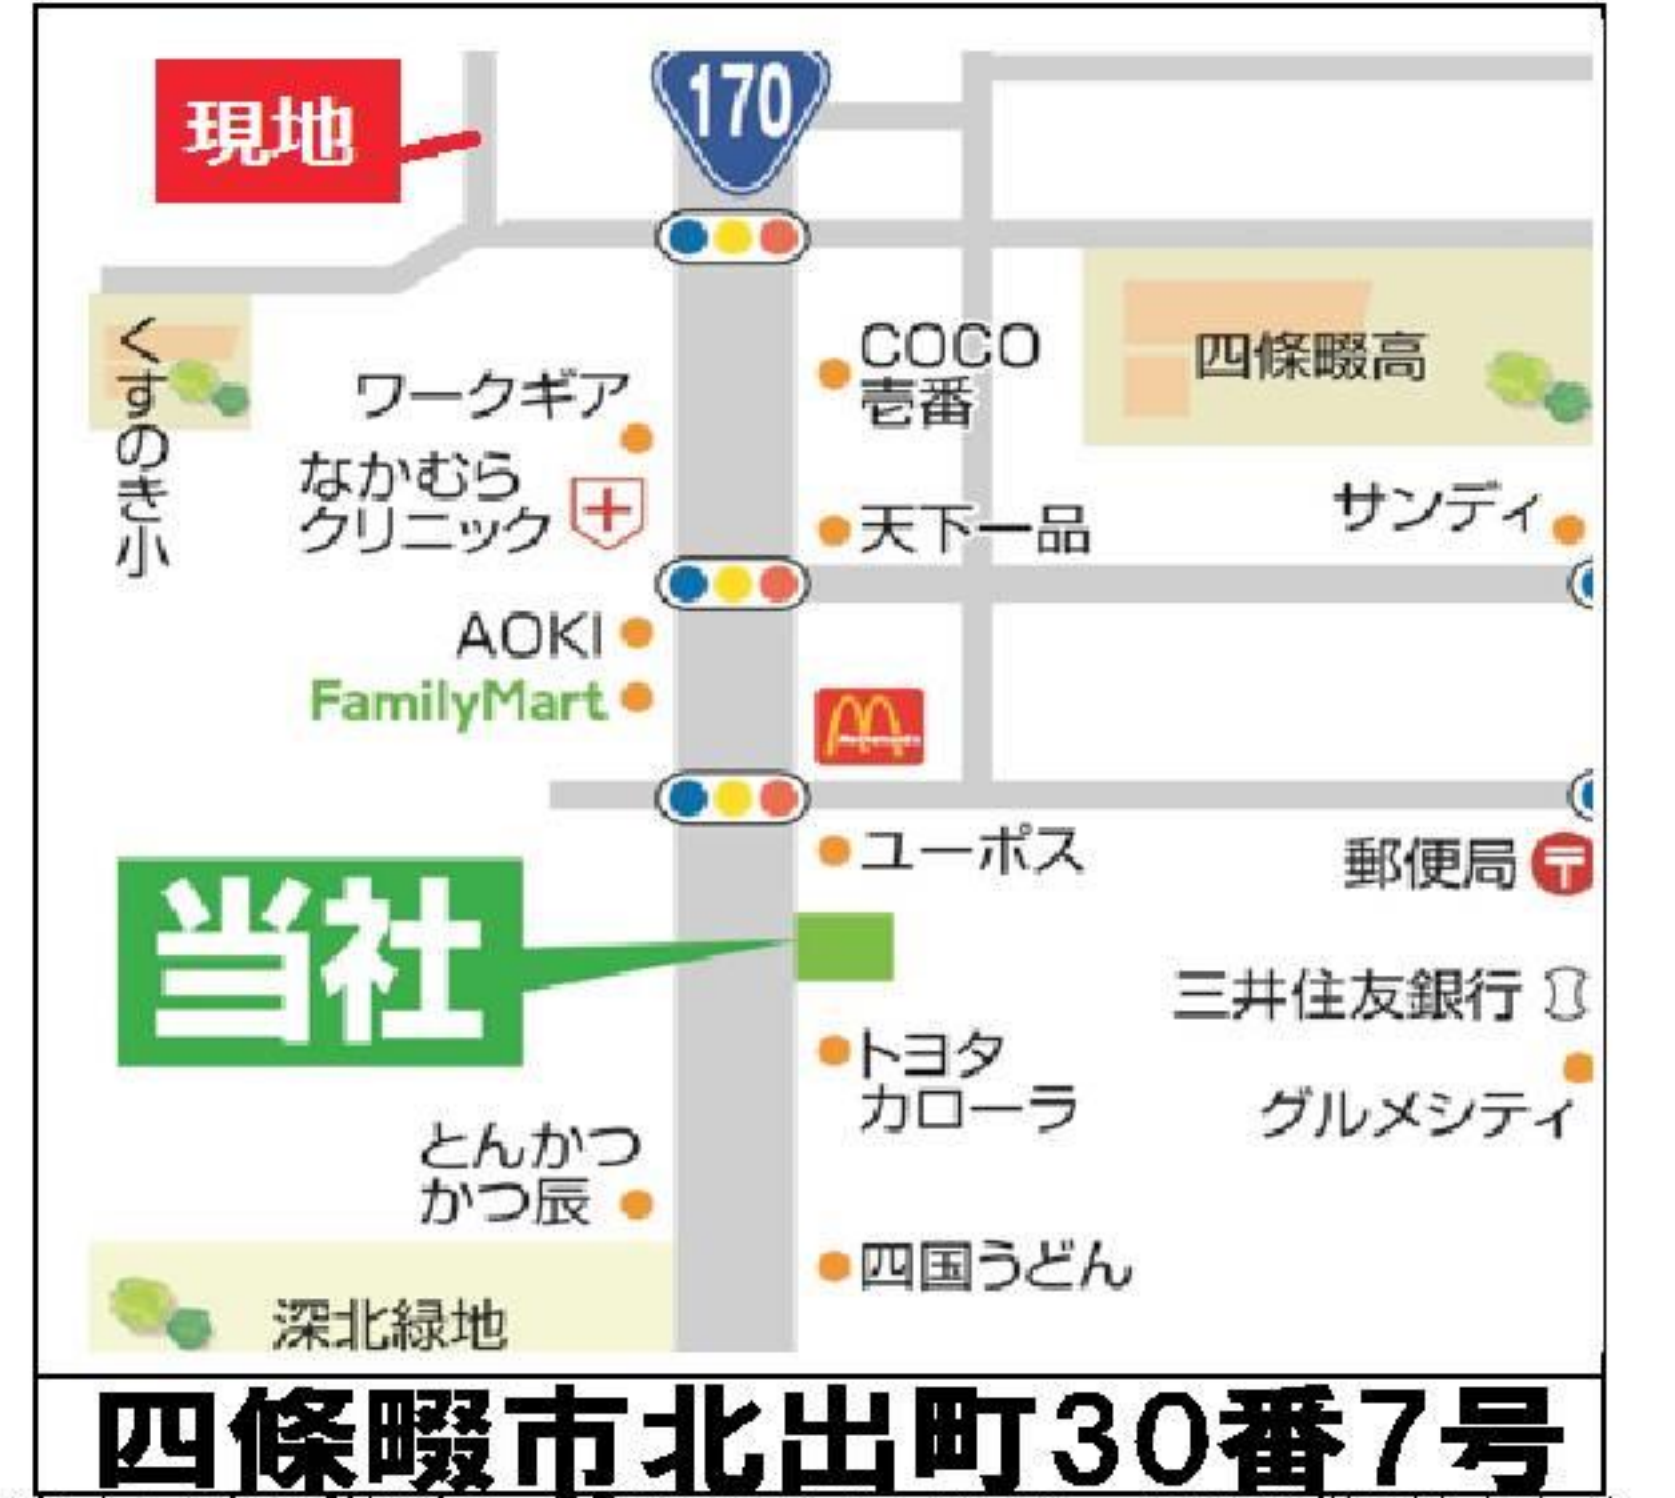 現地
170
くすのき小
ワークギア
なかむら
クリニック
COCO
壱番
四條畷高
天下一品
サンディ
AOKI
FamilyMart
McDonald's
ユーポス
郵便局
当社
三井住友銀行
トヨタ
カローラ
グルメシティ
とんかつ
かつ辰
四国うどん
深北緑地
四條畷市北出町30番7号